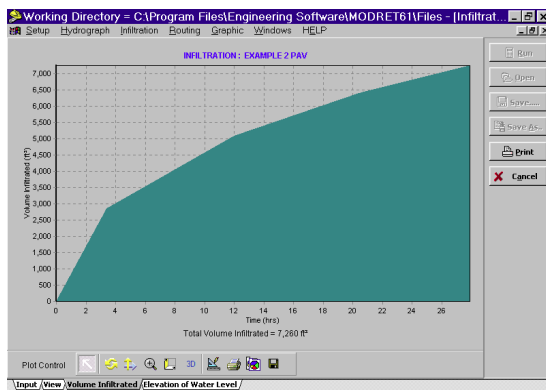 Working Directory = C:\Program Files\Engineering Software\MODRET61\Files - [Infiltrat...
Setup Hydrograph Infiltration Routing Graphic Windows HELP
INFILTRATION : EXAMPLE 2 PAV
Run
Open
Save.....
Save As..
Print
Cancel
Volume Infiltrated (ft³)
7,000
6,500
6,000
5,500
5,000
4,500
4,000
3,500
3,000
2,500
2,000
1,500
1,000
500
0
0 2 4 6 8 10 12 14 16 18 20 22 24 26
Time (hrs)
Total Volume Infiltrated = 7,260 ft³
Plot Control
3D
Input View Volume Infiltrated Elevation of Water Level